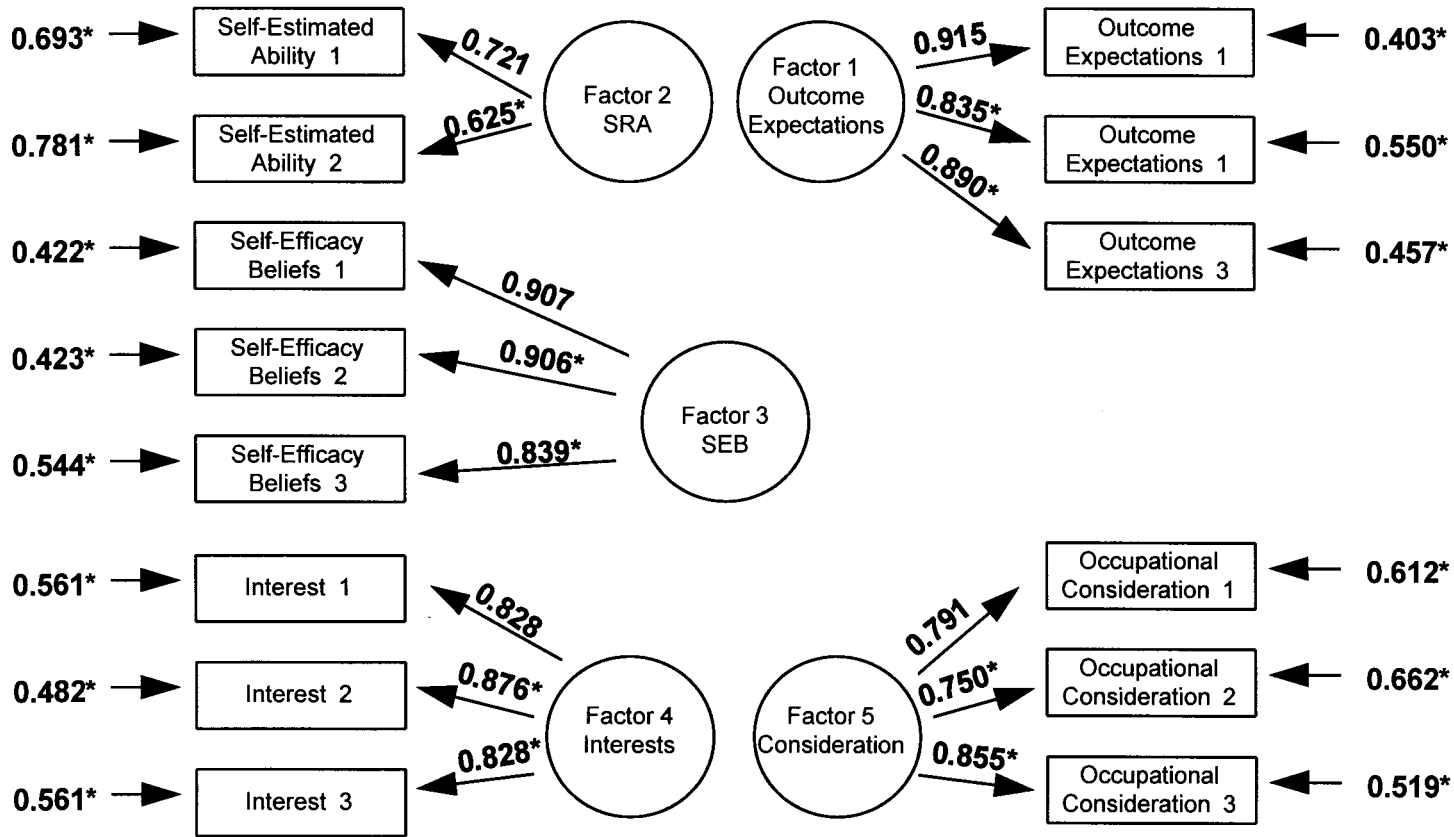 0.693*
Self-Estimated
Ability 1
0.721
0.781*
Self-Estimated
Ability 2
0.625*
Factor 2
SRA
Factor 1
Outcome
Expectations
0.915
Outcome
Expectations 1
0.403*
0.835*
Outcome
Expectations 1
0.550*
0.890*
Outcome
Expectations 3
0.457*
0.422*
Self-Efficacy
Beliefs 1
0.907
0.423*
Self-Efficacy
Beliefs 2
0.906*
0.544*
Self-Efficacy
Beliefs 3
0.839*
Factor 3
SEB
0.561*
Interest 1
0.828
0.482*
Interest 2
0.876*
0.561*
Interest 3
0.828*
Factor 4
Interests
Factor 5
Consideration
0.791
Occupational
Consideration 1
0.612*
0.750*
Occupational
Consideration 2
0.662*
0.855*
Occupational
Consideration 3
0.519*